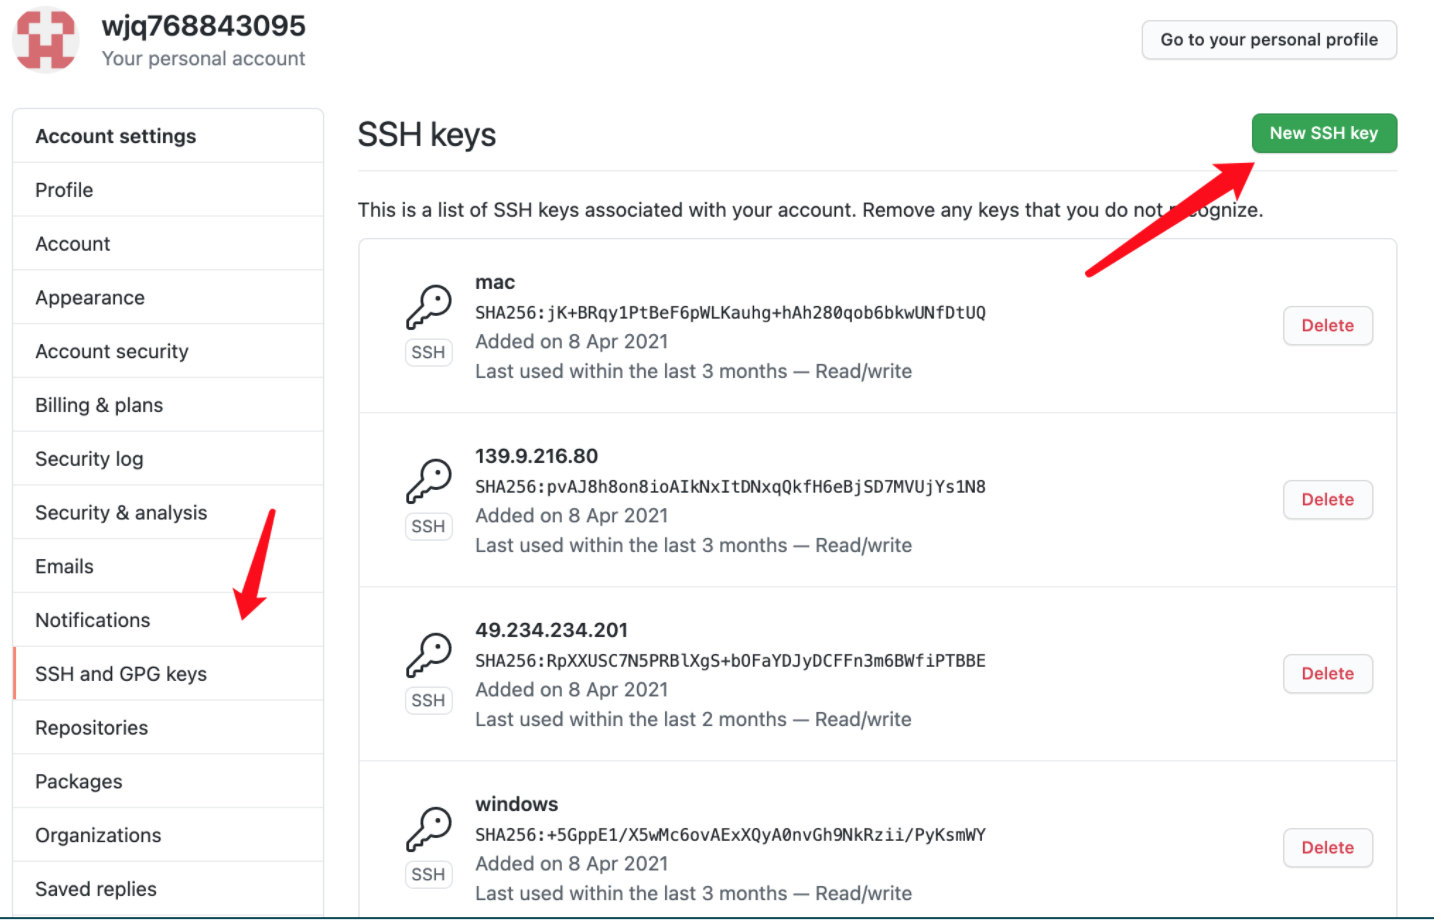 wjq768843095
Your personal account
Go to your personal profile
Account settings
Profile
Account
Appearance
Account security
Billing & plans
Security log
Security & analysis
Emails
Notifications
SSH and GPG keys
Repositories
Packages
Organizations
Saved replies
SSH keys
New SSH key
This is a list of SSH keys associated with your account. Remove any keys that you do not recognize.
mac
SHA256:jK+BRqy1PtBeF6pWLKauhg+hAh280qob6bkwUNfDtUQ
Added on 8 Apr 2021
Last used within the last 3 months — Read/write
SSH
Delete
139.9.216.80
SHA256:pvAJ8h8on8ioAIkNxItDNxqQkfH6eBjSD7MVUjYs1N8
Added on 8 Apr 2021
Last used within the last 3 months — Read/write
SSH
Delete
49.234.234.201
SHA256:RpXXUSC7N5PRBlXgS+bOFaYDJyDCFFn3m6BWfiPTBBE
Added on 8 Apr 2021
Last used within the last 2 months — Read/write
SSH
Delete
windows
SHA256:+5GppE1/X5wMc6ovAExXQyA0nvGh9NkRzii/PyKsmWY
Added on 8 Apr 2021
Last used within the last 3 months — Read/write
SSH
Delete